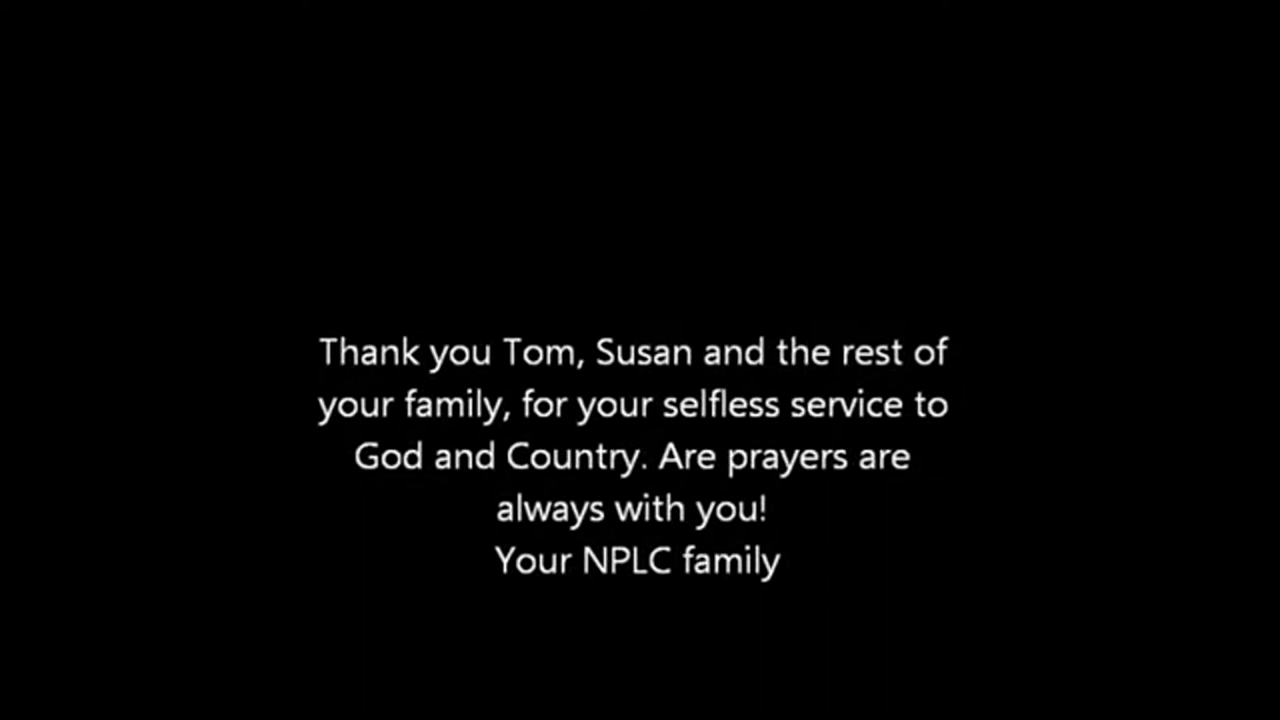 Thank you Tom, Susan and the rest of
your family, for your selfless service to
God and Country. Are prayers are
always with you!
Your NPLC family